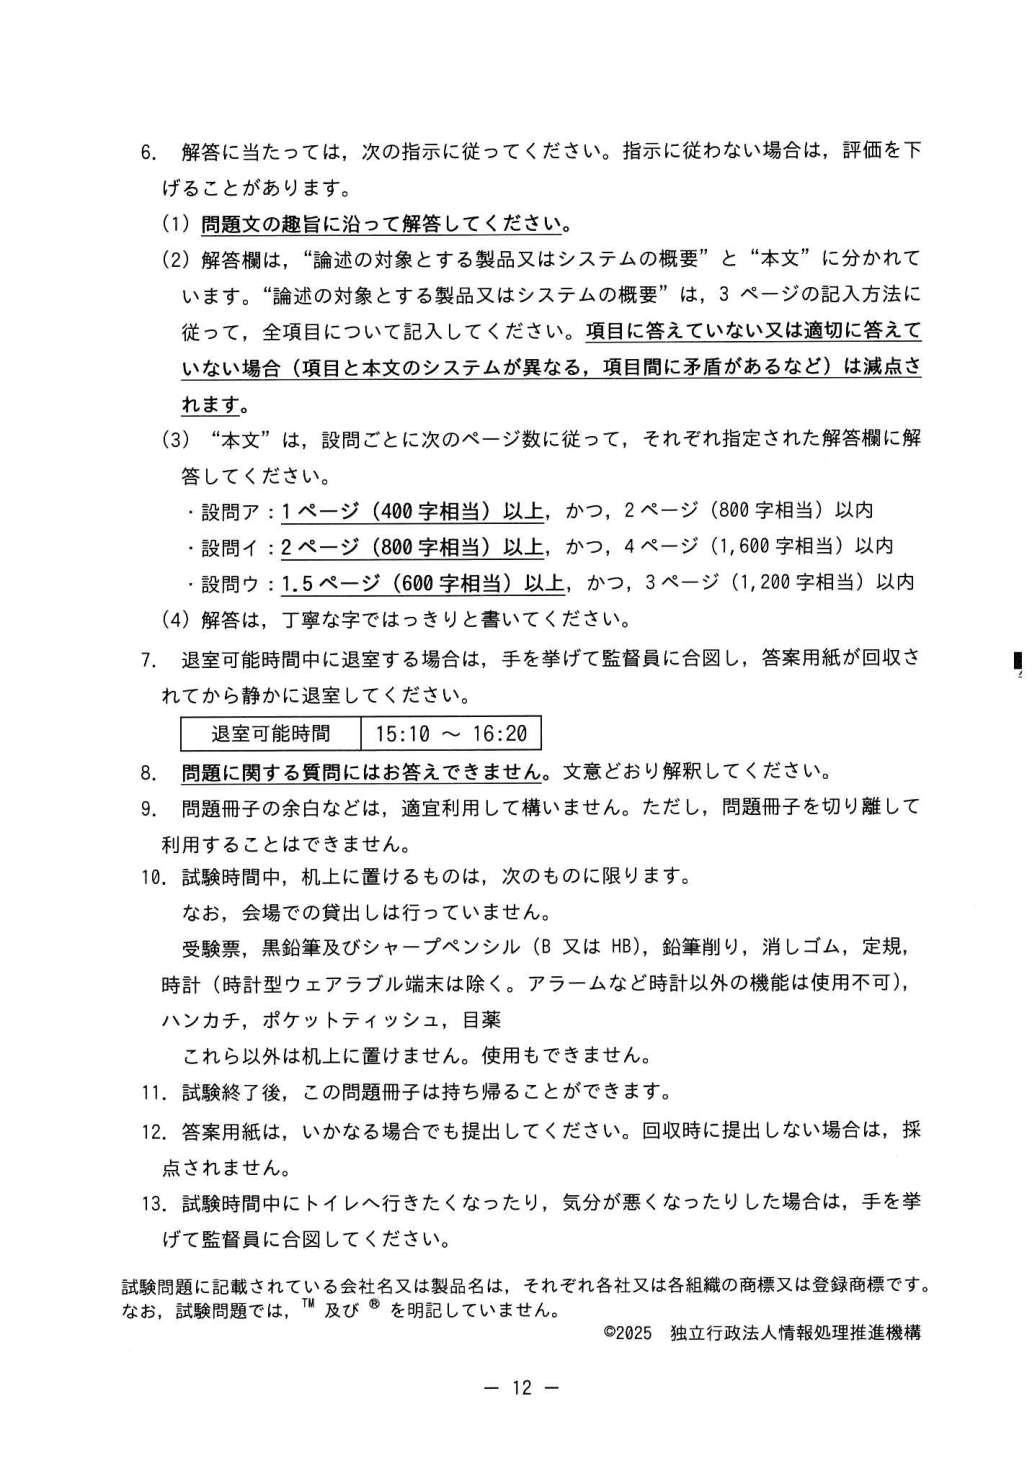 6. 解答に当たっては，次の指示に従ってください。指示に従わない場合は，評価を下
げることがあります。
(1) 問題文の趣旨に沿って解答してください。
(2) 解答欄は，“論述の対象とする製品又はシステムの概要”と“本文”に分かれて
います。“論述の対象とする製品又はシステムの概要”は，3 ページの記入方法に
従って，全項目について記入してください。項目に答えていない又は適切に答えて
いない場合（項目と本文のシステムが異なる，項目間に矛盾があるなど）は減点さ
れます。
(3) “本文”は，設問ごとに次のページ数に従って，それぞれ指定された解答欄に解
答してください。
・設問ア：1 ページ（400 字相当）以上，かつ，2 ページ（800 字相当）以内
・設問イ：2 ページ（800 字相当）以上，かつ，4 ページ（1,600 字相当）以内
・設問ウ：1.5 ページ（600 字相当）以上，かつ，3 ページ（1,200 字相当）以内
(4) 解答は，丁寧な字ではっきりと書いてください。
7. 退室可能時間中に退室する場合は，手を挙げて監督員に合図し，答案用紙が回収さ
れてから静かに退室してください。
退室可能時間 15:10 ～ 16:20
8. 問題に関する質問にはお答えできません。文意どおり解釈してください。
9. 問題冊子の余白などは，適宜利用して構いません。ただし，問題冊子を切り離して
利用することはできません。
10. 試験時間中，机上に置けるものは，次のものに限ります。
なお，会場での貸出しは行っていません。
受験票，黒鉛筆及びシャープペンシル（B 又は HB），鉛筆削り，消しゴム，定規，
時計（時計型ウェアラブル端末は除く。アラームなど時計以外の機能は使用不可），
ハンカチ，ポケットティッシュ，目薬
これら以外は机上に置けません。使用もできません。
11. 試験終了後，この問題冊子は持ち帰ることができます。
12. 答案用紙は，いかなる場合でも提出してください。回収時に提出しない場合は，採
点されません。
13. 試験時間中にトイレへ行きたくなったり，気分が悪くなったりした場合は，手を挙
げて監督員に合図してください。
試験問題に記載されている会社名又は製品名は，それぞれ各社又は各組織の商標又は登録商標です。
なお，試験問題では，™ 及び ® を明記していません。
©2025 独立行政法人情報処理推進機構
－ 12 －